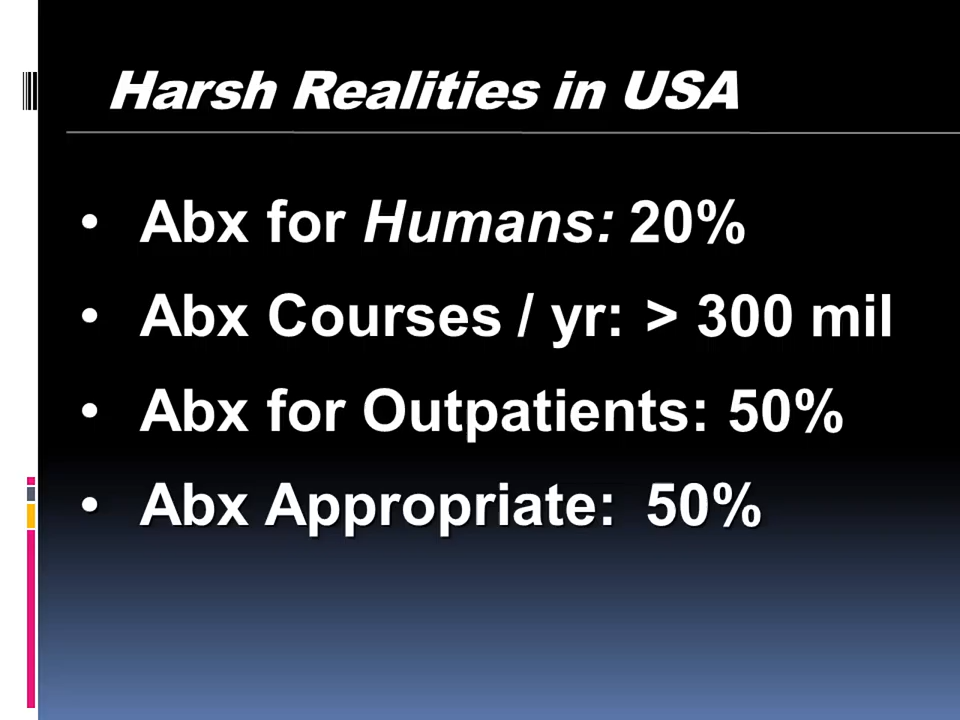 Harsh Realities in USA
• Abx for Humans: 20%
• Abx Courses / yr: > 300 mil
• Abx for Outpatients: 50%
• Abx Appropriate: 50%